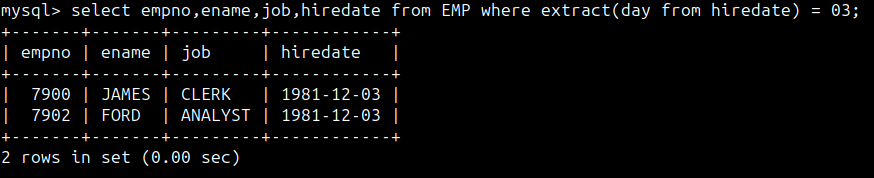 mysql> select empno,ename,job,hiredate from EMP where extract(day from hiredate) = 03;
+-------+-------+---------+------------+
| empno | ename | job     | hiredate   |
+-------+-------+---------+------------+
|  7900 | JAMES | CLERK   | 1981-12-03 |
|  7902 | FORD  | ANALYST | 1981-12-03 |
+-------+-------+---------+------------+
2 rows in set (0.00 sec)